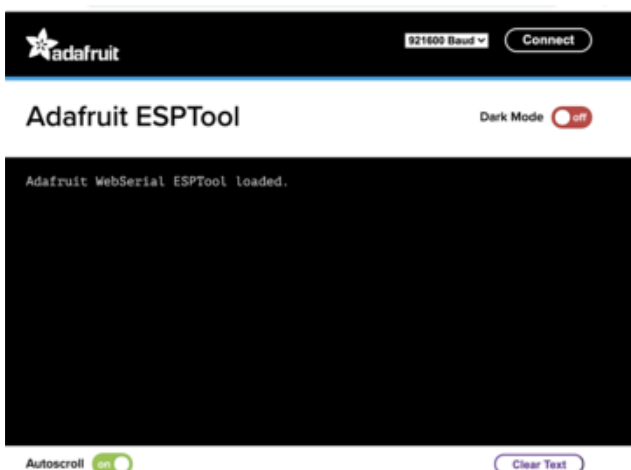 adafruit
921600 Baud
Connect
Adafruit ESPTool
Dark Mode
off
Adafruit WebSerial ESPTool loaded.
Autoscroll
on
Clear Text